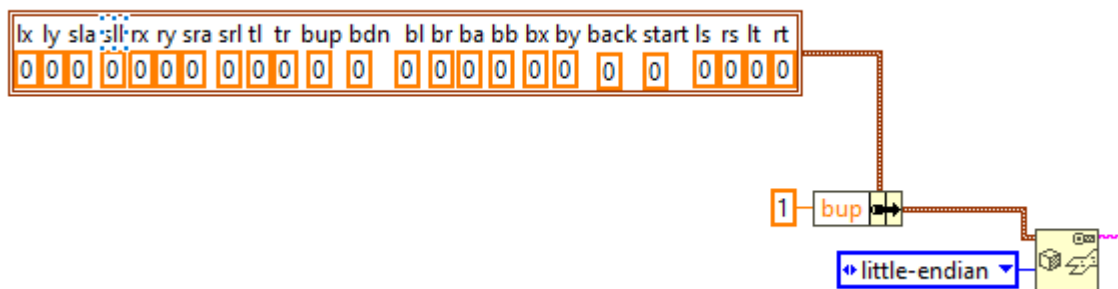 lx ly sla sll rx ry sra srl tl tr bup bdn bl br ba bb bx by back start ls rs lt rt
0 0 0 0 0 0 0 0 0 0 0 0 0 0 0 0 0 0 0 0 0 0 0 0
1 bup
little-endian